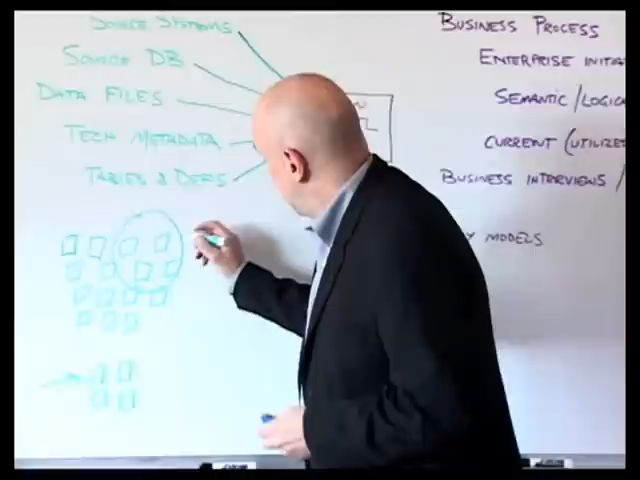 Source Systems
Source DB
Data Files
Tech Metadata
Tables & Defs
Business Process
Enterprise
Semantic / Logica
Current (Utilize
Business Interviews /
Models